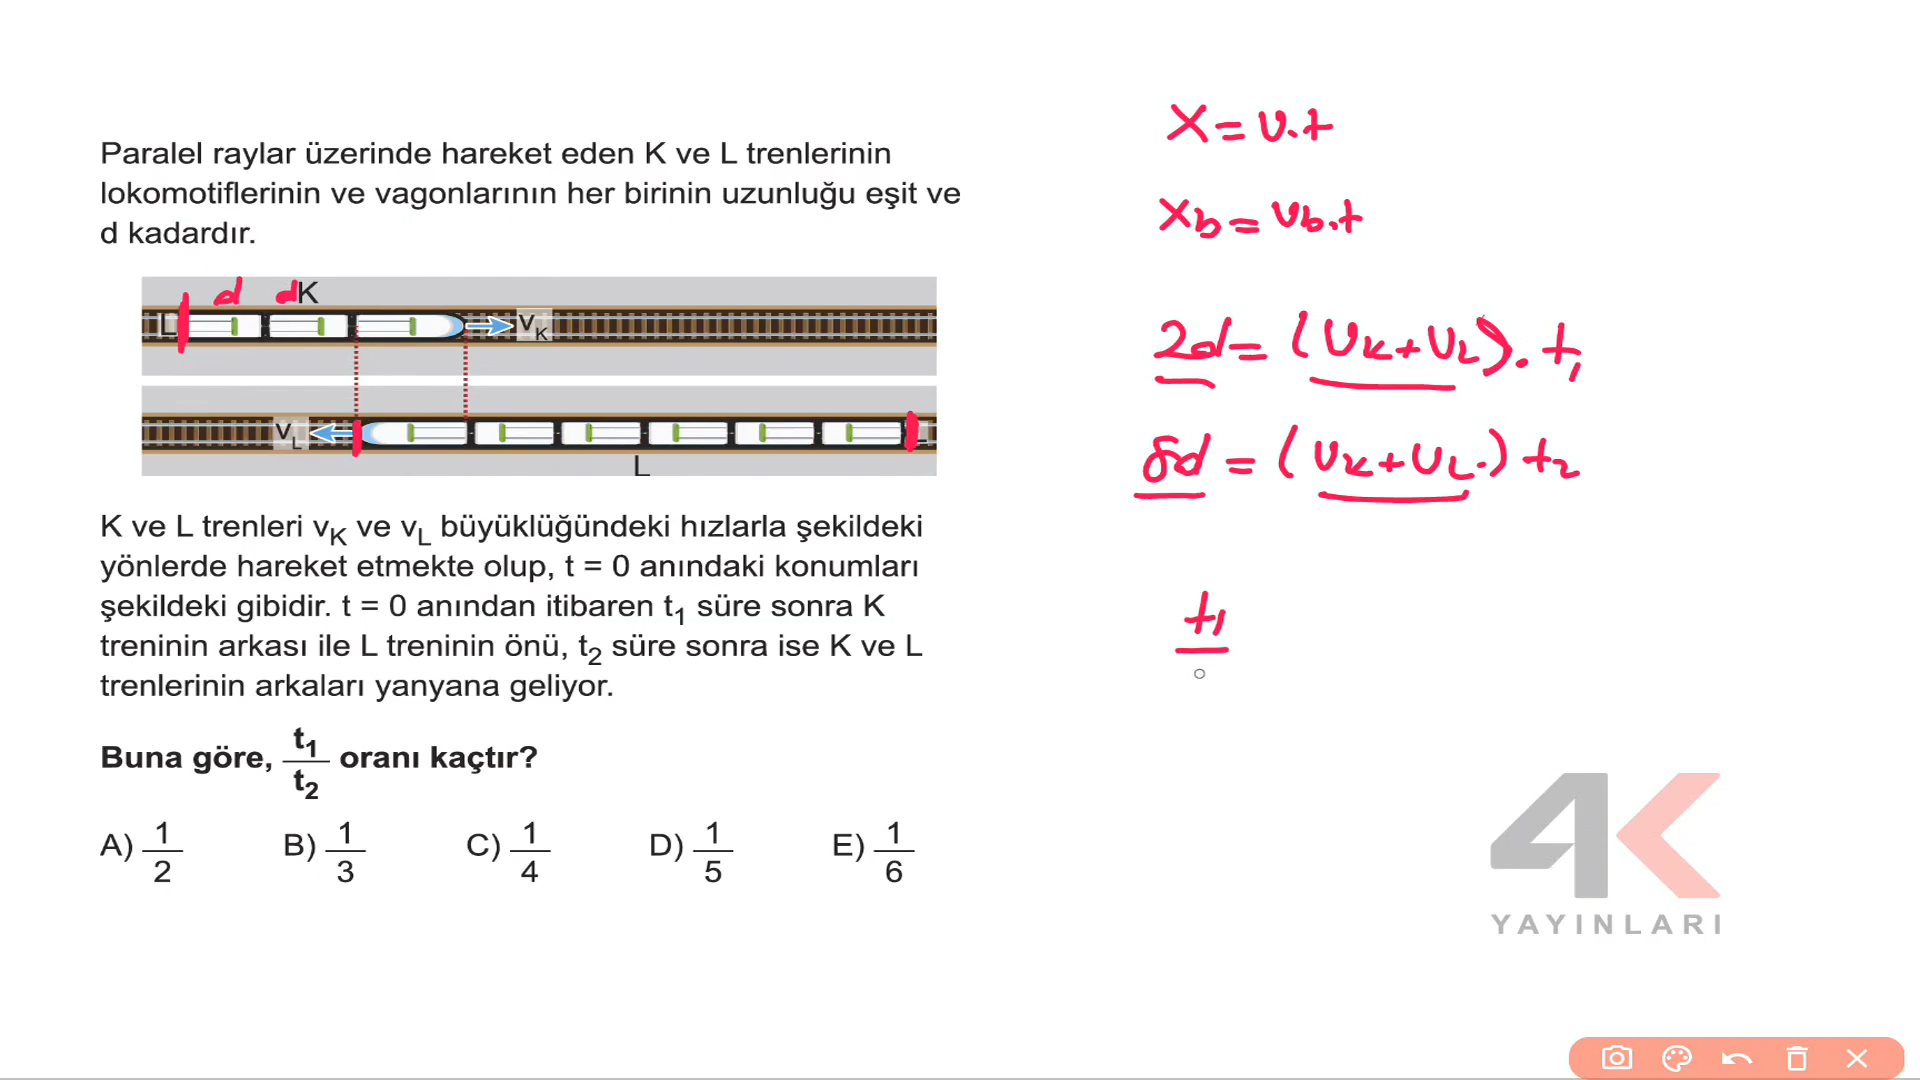 Paralel raylar üzerinde hareket eden K ve L trenlerinin
lokomotiflerinin ve vagonlarının her birinin uzunluğu eşit ve
d kadardır.
d d K
L vK
vL
L
K ve L trenleri vK ve vL büyüklüğündeki hızlarla şekildeki
yönlerde hareket etmekte olup, t = 0 anındaki konumları
şekildeki gibidir. t = 0 anından itibaren t1 süre sonra K
treninin arkası ile L treninin önü, t2 süre sonra ise K ve L
trenlerinin arkaları yanyana geliyor.
Buna göre, t1/t2 oranı kaçtır?
A) 1/2 B) 1/3 C) 1/4 D) 1/5 E) 1/6
x = v.t
xb = vb.t
2d = (vK + vL). t1
8d = (vK + vL.) t2
t1
4K
YAYINLARI